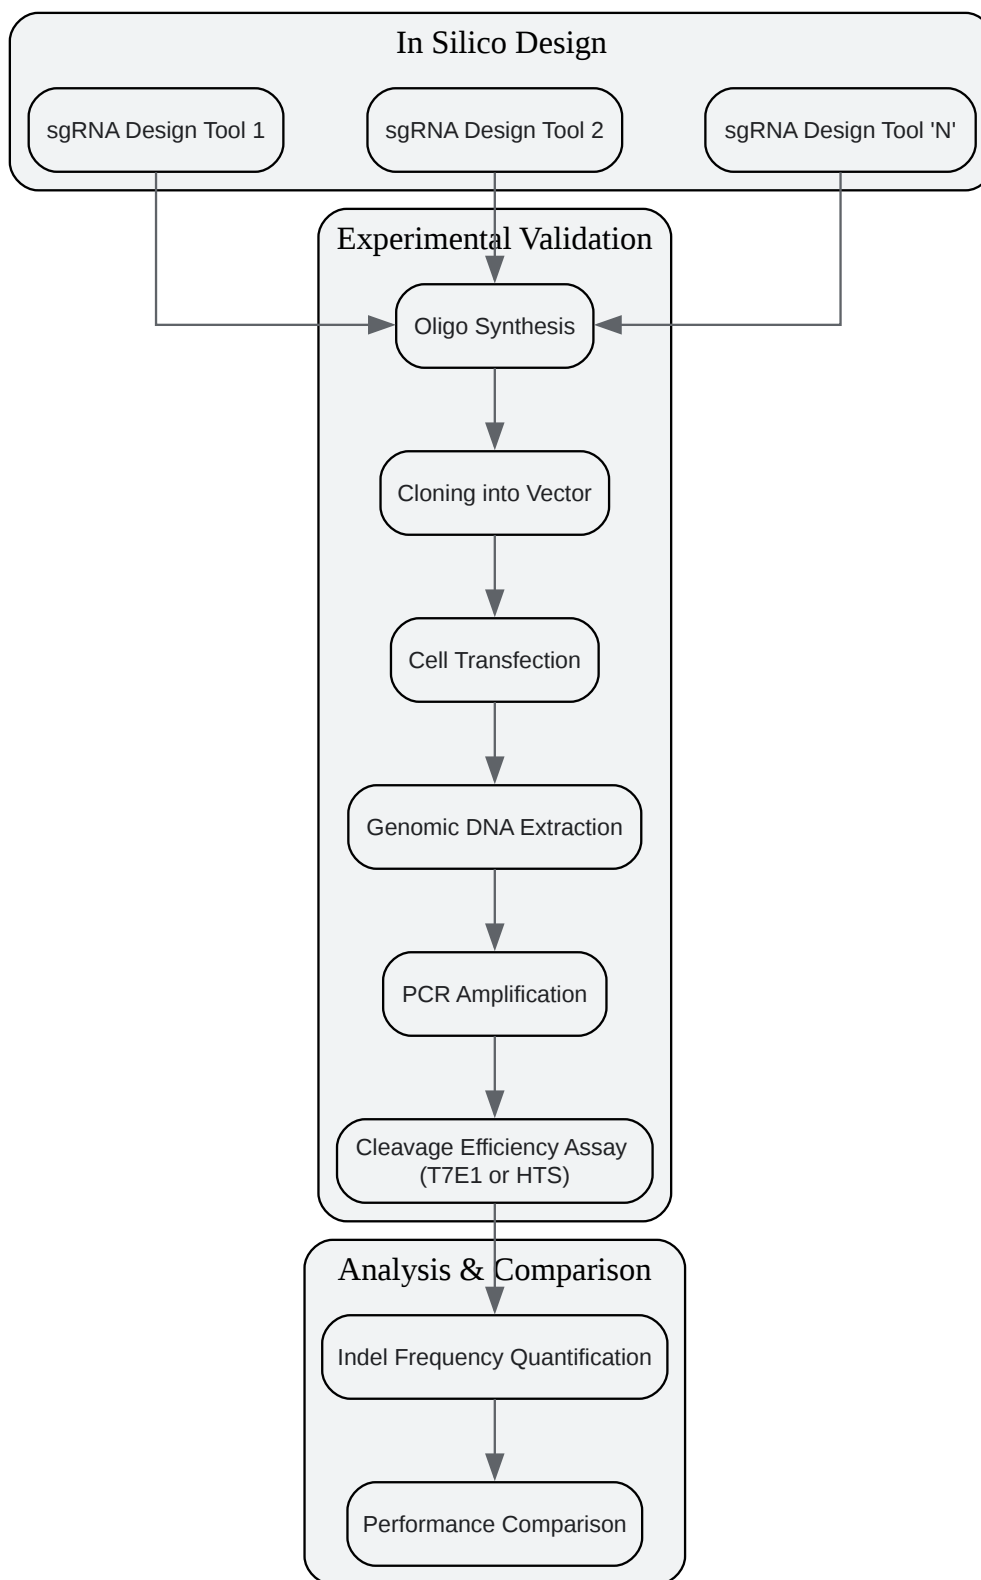 In Silico Design
sgRNA Design Tool 1
sgRNA Design Tool 2
sgRNA Design Tool 'N'
Experimental Validation
Oligo Synthesis
Cloning into Vector
Cell Transfection
Genomic DNA Extraction
PCR Amplification
Cleavage Efficiency Assay
(T7E1 or HTS)
Analysis & Comparison
Indel Frequency Quantification
Performance Comparison